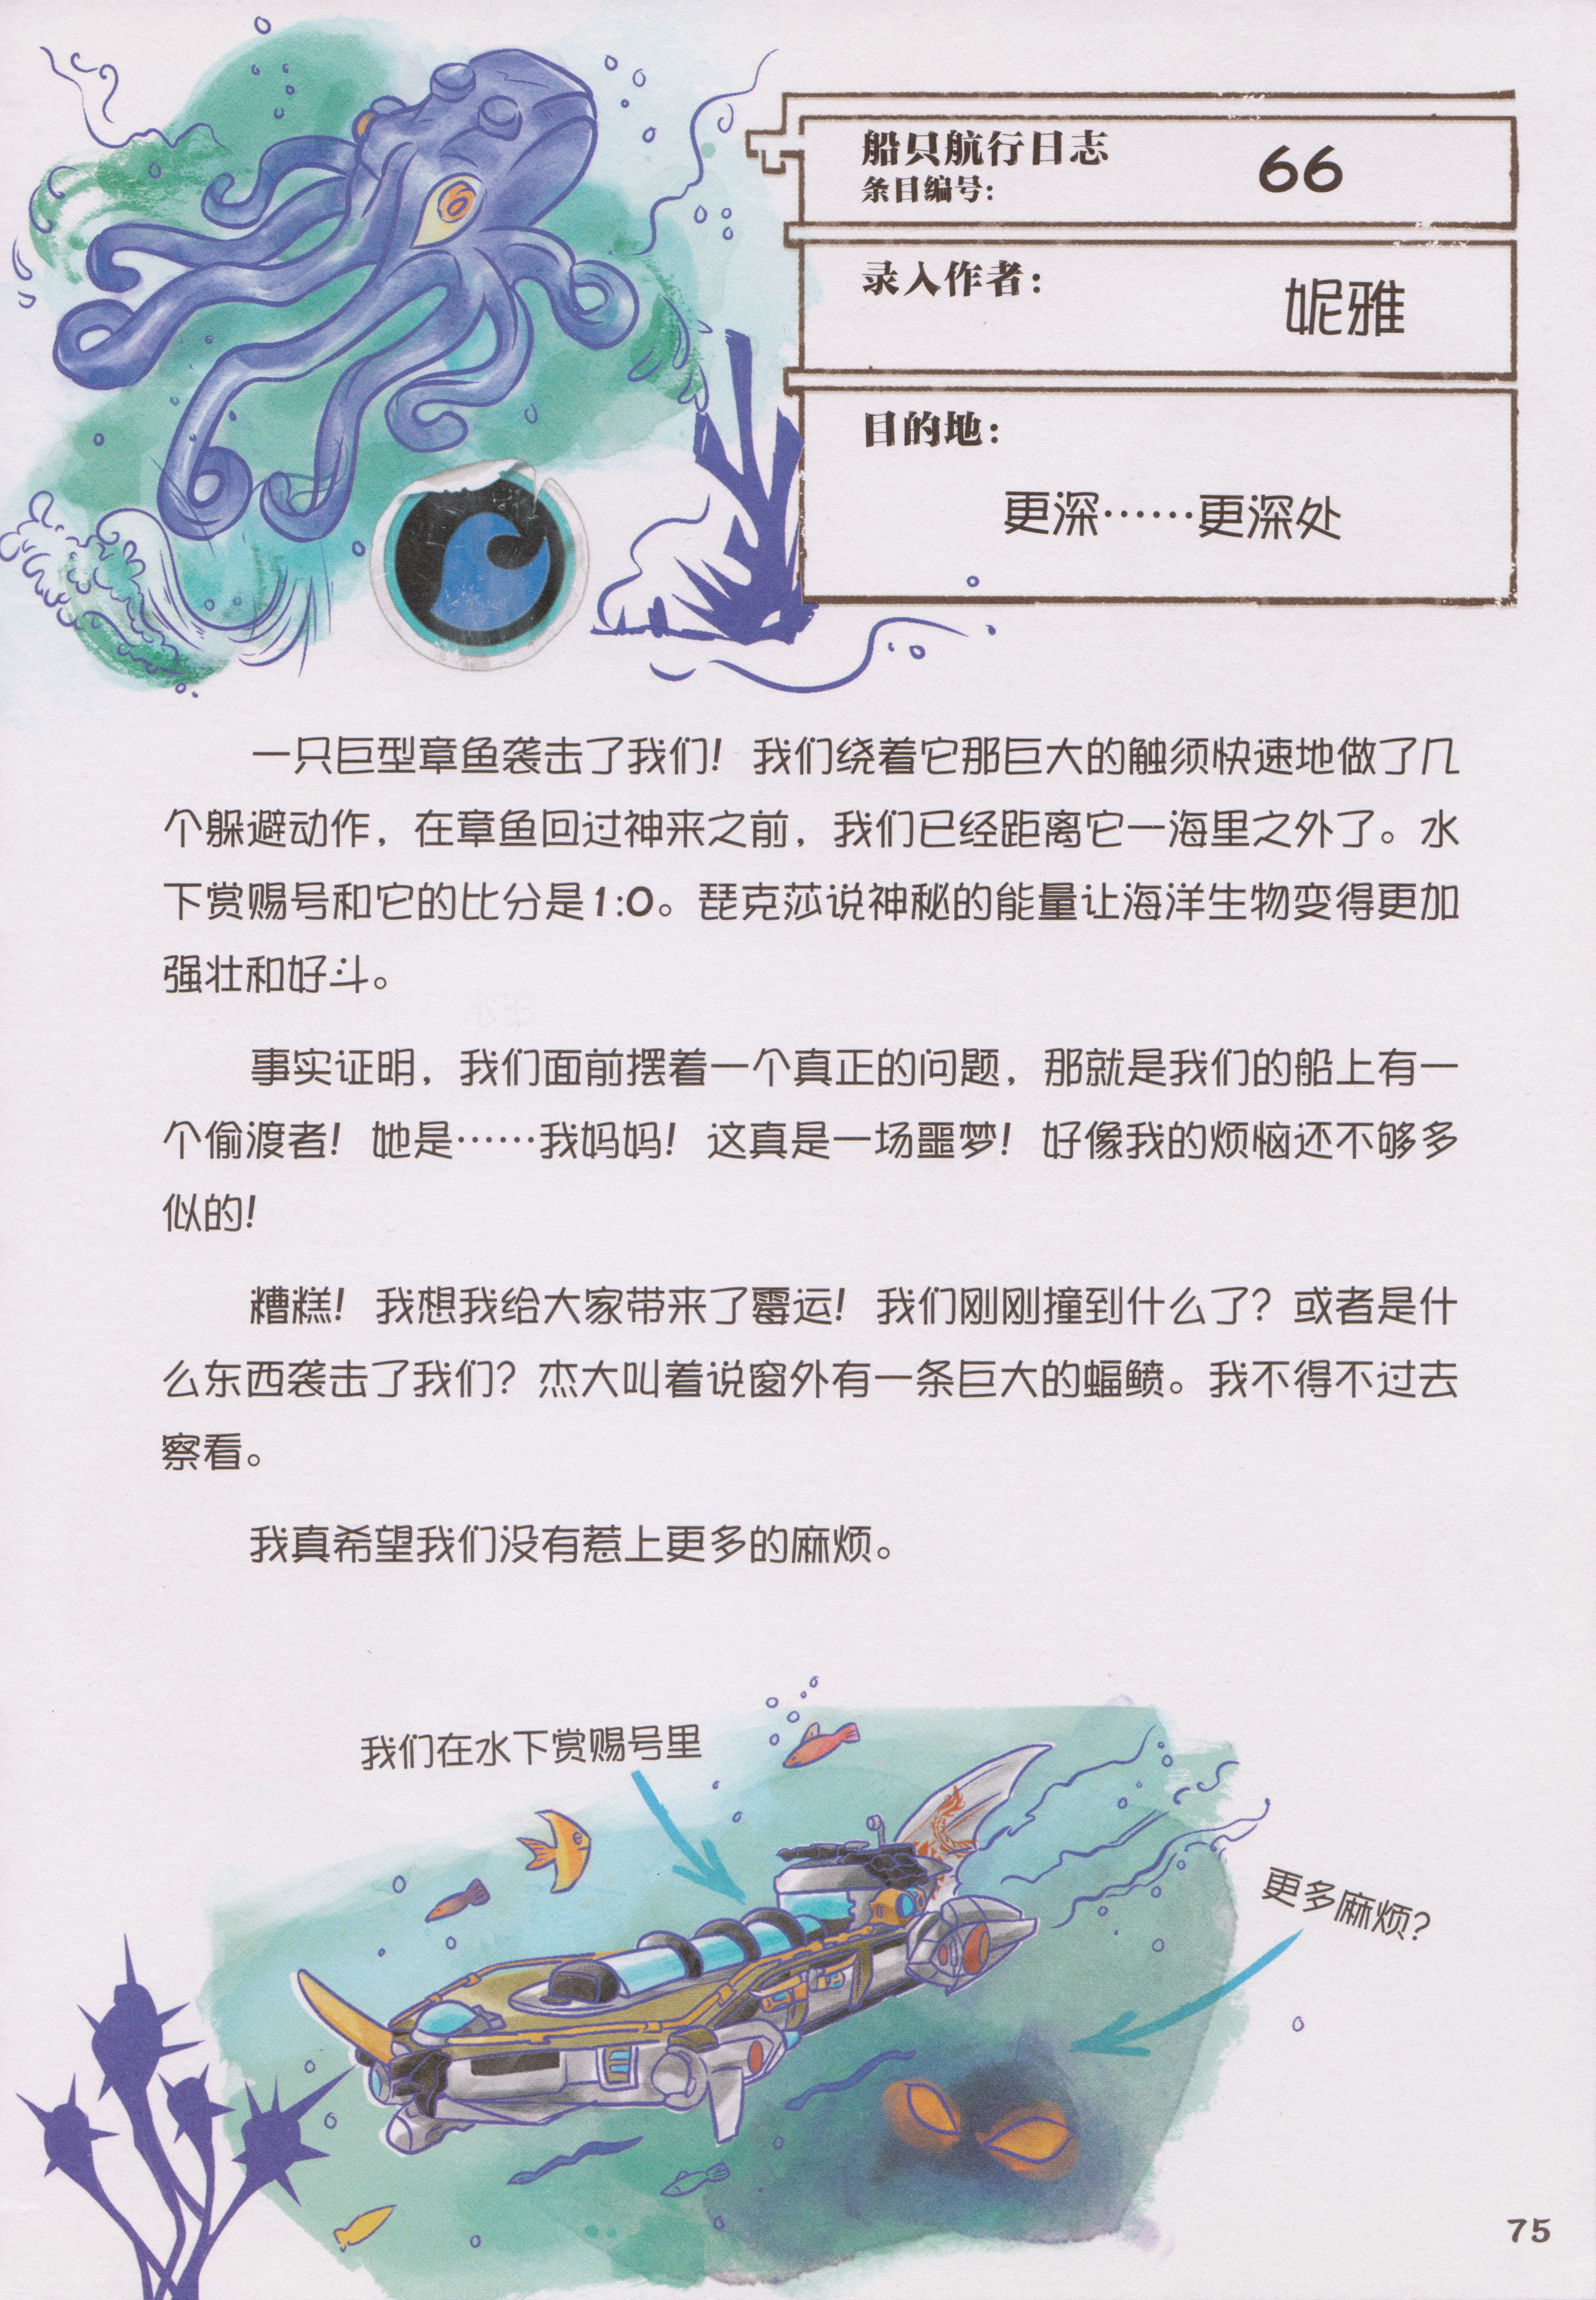 船只航行日志
条目编号：
66
录入作者：
妮雅
目的地：
更深……更深处
一只巨型章鱼袭击了我们！我们绕着它那巨大的触须快速地做了几
个躲避动作，在章鱼回过神来之前，我们已经距离它一海里之外了。水
下赏赐号和它的比分是1:0。琵克莎说神秘的能量让海洋生物变得更加
强壮和好斗。
事实证明，我们面前摆着一个真正的问题，那就是我们的船上有一
个偷渡者！她是……我妈妈！这真是一场噩梦！好像我的烦恼还不够多
似的！
糟糕！我想我给大家带来了霉运！我们刚刚撞到什么了？或者是什
么东西袭击了我们？杰大叫着说窗外有一条巨大的蝠鲼。我不得不过去
察看。
我真希望我们没有惹上更多的麻烦。
我们在水下赏赐号里
更多麻烦？
75